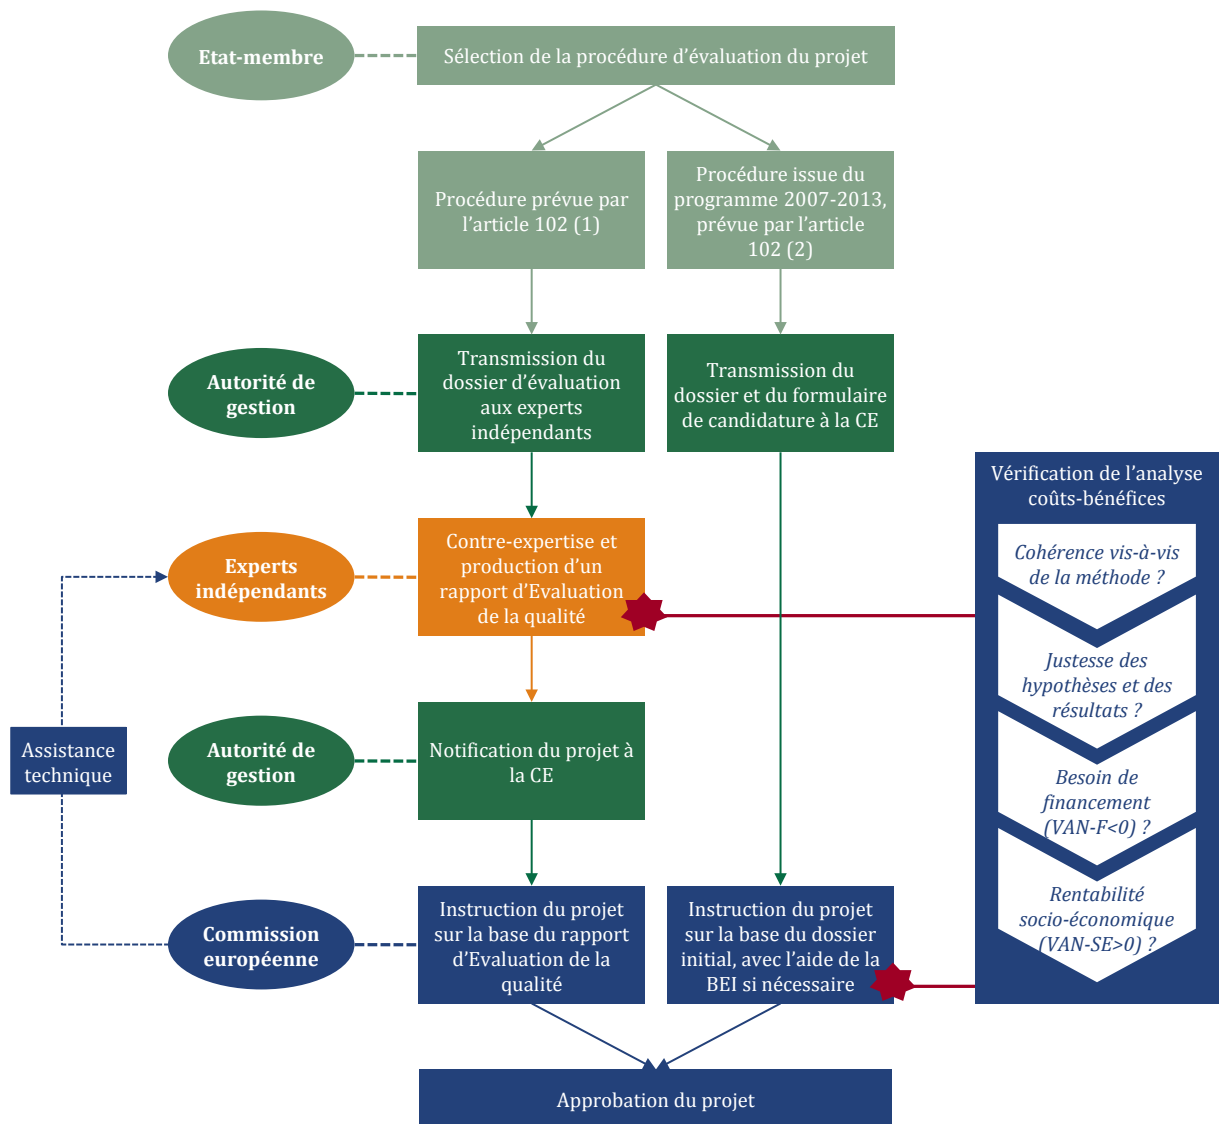 Etat-membre
Sélection de la procédure d’évaluation du projet
Procédure prévue par
l’article 102 (1)
Procédure issue du
programme 2007-2013,
prévue par l’article
102 (2)
Autorité de
gestion
Transmission du
dossier d’évaluation
aux experts
indépendants
Transmission du
dossier et du formulaire
de candidature à la CE
Vérification de l’analyse
coûts-bénéfices
Cohérence vis-à-vis
de la méthode ?
Justesse des
hypothèses et des
résultats ?
Besoin de
financement
(VAN-F<0) ?
Rentabilité
socio-économique
(VAN-SE>0) ?
Experts
indépendants
Contre-expertise et
production d’un
rapport d’Evaluation
de la qualité
Assistance
technique
Autorité de
gestion
Notification du projet à
la CE
Commission
européenne
Instruction du projet
sur la base du rapport
d’Evaluation de la
qualité
Instruction du projet
sur la base du dossier
initial, avec l’aide de la
BEI si nécessaire
Approbation du projet